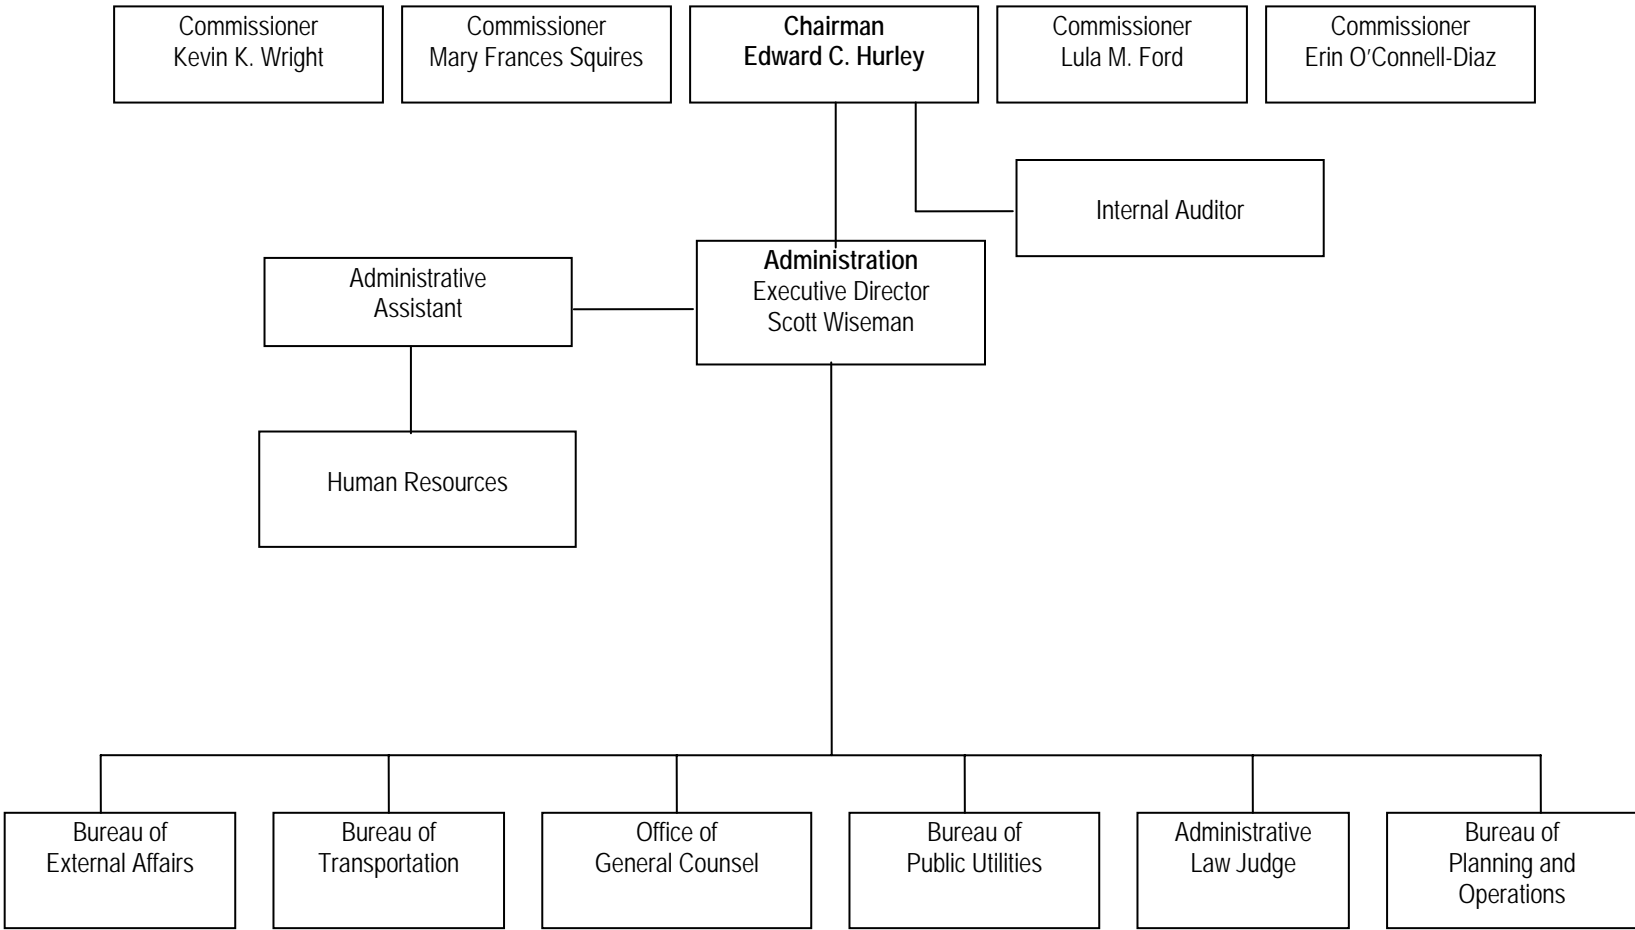 Commissioner
Kevin K. Wright
Commissioner
Mary Frances Squires
Chairman
Edward C. Hurley
Commissioner
Lula M. Ford
Commissioner
Erin O’Connell-Diaz
Internal Auditor
Administrative
Assistant
Administration
Executive Director
Scott Wiseman
Human Resources
Bureau of
External Affairs
Bureau of
Transportation
Office of
General Counsel
Bureau of
Public Utilities
Administrative
Law Judge
Bureau of
Planning and
Operations